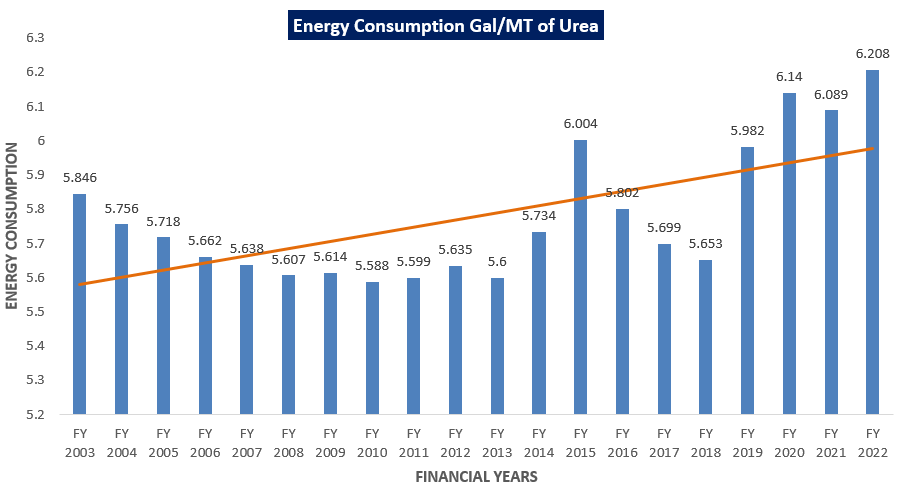 Energy Consumption Gal/MT of Urea
6.3
6.2
6.1
6
5.9
5.8
5.7
5.6
5.5
5.4
5.3
5.2
ENERGY CONSUMPTION
5.846
5.756
5.718
5.662
5.638
5.607
5.614
5.588
5.599
5.635
5.6
5.734
6.004
5.802
5.699
5.653
5.982
6.14
6.089
6.208
FY 2003
FY 2004
FY 2005
FY 2006
FY 2007
FY 2008
FY 2009
FY 2010
FY 2011
FY 2012
FY 2013
FY 2014
FY 2015
FY 2016
FY 2017
FY 2018
FY 2019
FY 2020
FY 2021
FY 2022
FINANCIAL YEARS